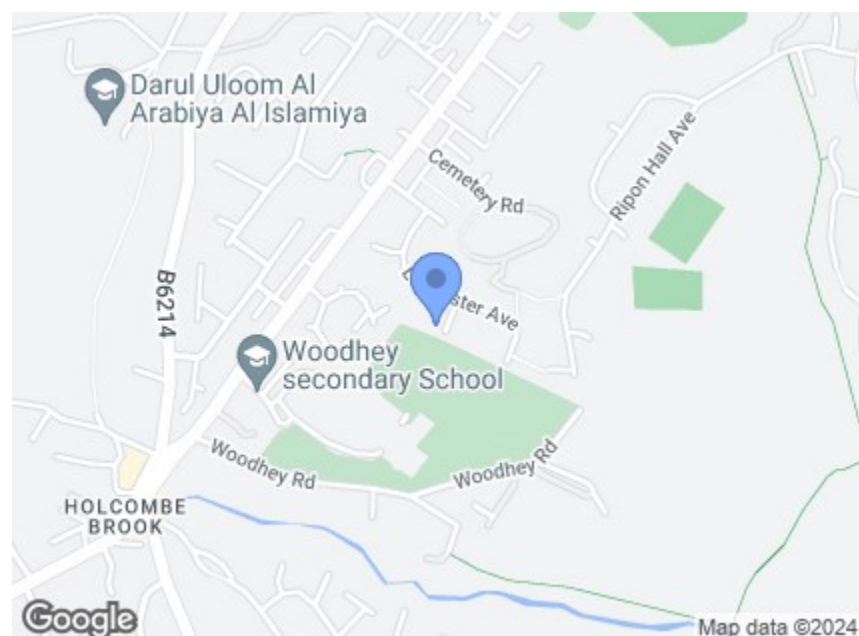 Darul Uloom Al
Arabiya Al Islamiya
Cemetery Rd
Ripon Hall Ave
B6214
ster Ave
Woodhey
secondary School
Woodhey Rd
Woodhey Rd
HOLCOMBE
BROOK
Google
Map data ©2024